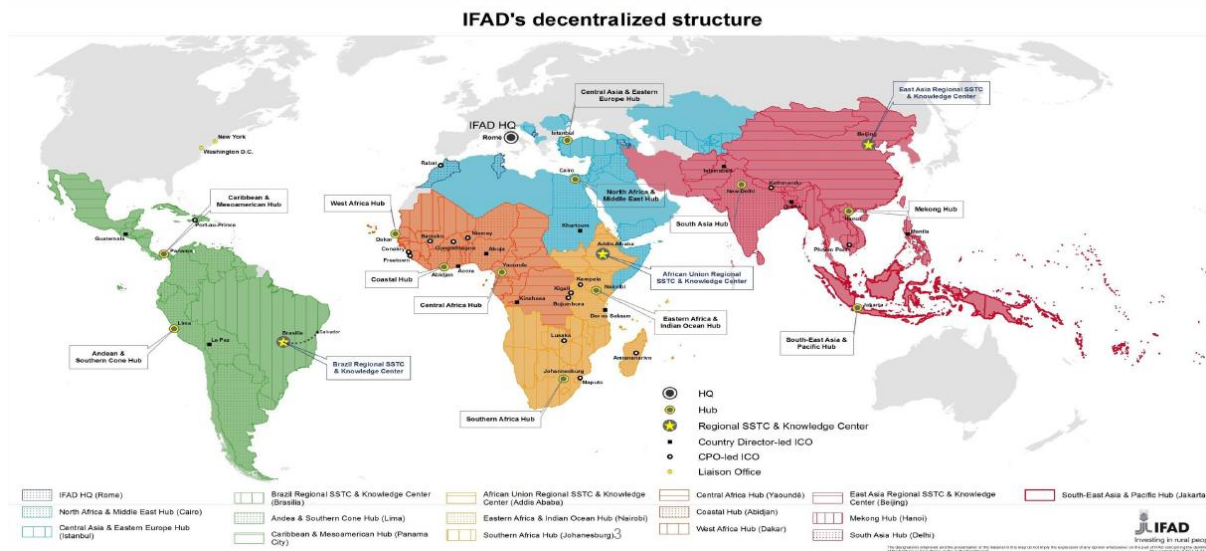 IFAD's decentralized structure
Central Asia & Eastern
Europe Hub
East Asia Regional SSTC
& Knowledge Center
New York
Washington D.C.
IFAD HQ
Rome
Istanbul
Beijing
Rabat
Cairo
Islamabad
New Delhi
Kathmandu
Caribbean &
Mesoamerican Hub
West Africa Hub
North Africa &
Middle East Hub
South Asia Hub
Hanoi
Mekong Hub
Port-au-Prince
Guatemala
Panama
Dakar
Bamako
Niamey
Ouagadougou
Khartoum
Manila
Phnom Penh
Conakry
Freetown
Abuja
Addis Ababa
Abidjan
Accra
Yaounde
Coastal Hub
Central Africa Hub
Kampala
Kigali
Nairobi
Bujumbura
Kinshasa
African Union Regional
SSTC & Knowledge Center
Jakarta
Lima
Brasilia
Salvador
La Paz
Dar es Salaam
Eastern Africa &
Indian Ocean Hub
South-East Asia &
Pacific Hub
Andean &
Southern Cone Hub
Brazil Regional SSTC
& Knowledge Center
Lusaka
Antananarivo
Johannesburg
Maputo
Southern Africa Hub
HQ
Hub
Regional SSTC & Knowledge Center
Country Director-led ICO
CPO-led ICO
Liaison Office
IFAD HQ (Rome)
North Africa & Middle East Hub (Cairo)
Central Asia & Eastern Europe Hub
(Istanbul)
Brazil Regional SSTC & Knowledge Center
(Brasilia)
Andea & Southern Cone Hub (Lima)
Caribbean & Mesoamerican Hub (Panama
City)
African Union Regional SSTC & Knowledge
Center (Addis Ababa)
Eastern Africa & Indian Ocean Hub (Nairobi)
Southern Africa Hub (Johanesburg)
3
Central Africa Hub (Yaoundè)
Coastal Hub (Abidjan)
West Africa Hub (Dakar)
East Asia Regional SSTC & Knowledge
Center (Beijing)
Mekong Hub (Hanoi)
South Asia Hub (Delhi)
South-East Asia & Pacific Hub (Jakarta
IFAD
Investing in rural peop